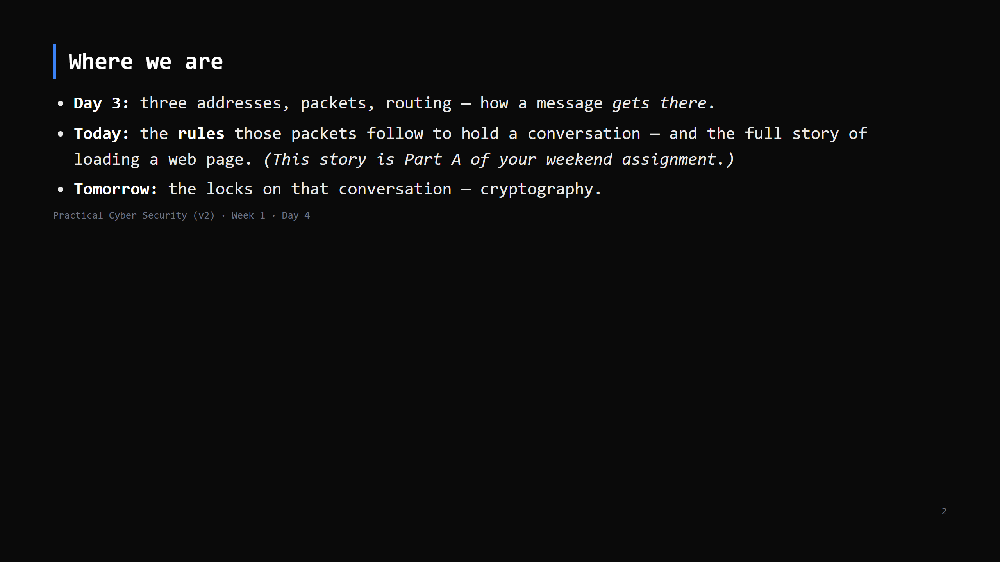 Where we are
• Day 3: three addresses, packets, routing — how a message gets there.
• Today: the rules those packets follow to hold a conversation — and the full story of
loading a web page. (This story is Part A of your weekend assignment.)
• Tomorrow: the locks on that conversation — cryptography.
Practical Cyber Security (v2) · Week 1 · Day 4
2